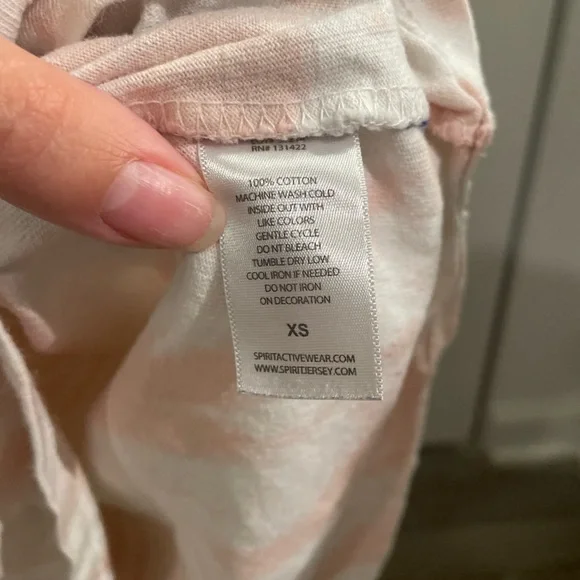 RN# 131422
100% COTTON
MACHINE WASH COLD
INSIDE OUT WITH
LIKE COLORS
GENTLE CYCLE
DO NT BLEACH
TUMBLE DRY LOW
COOL IRON IF NEEDED
DO NOT IRON
ON DECORATION
XS
SPIRITACTIVEWEAR.COM
WWW.SPIRITJERSEY.COM